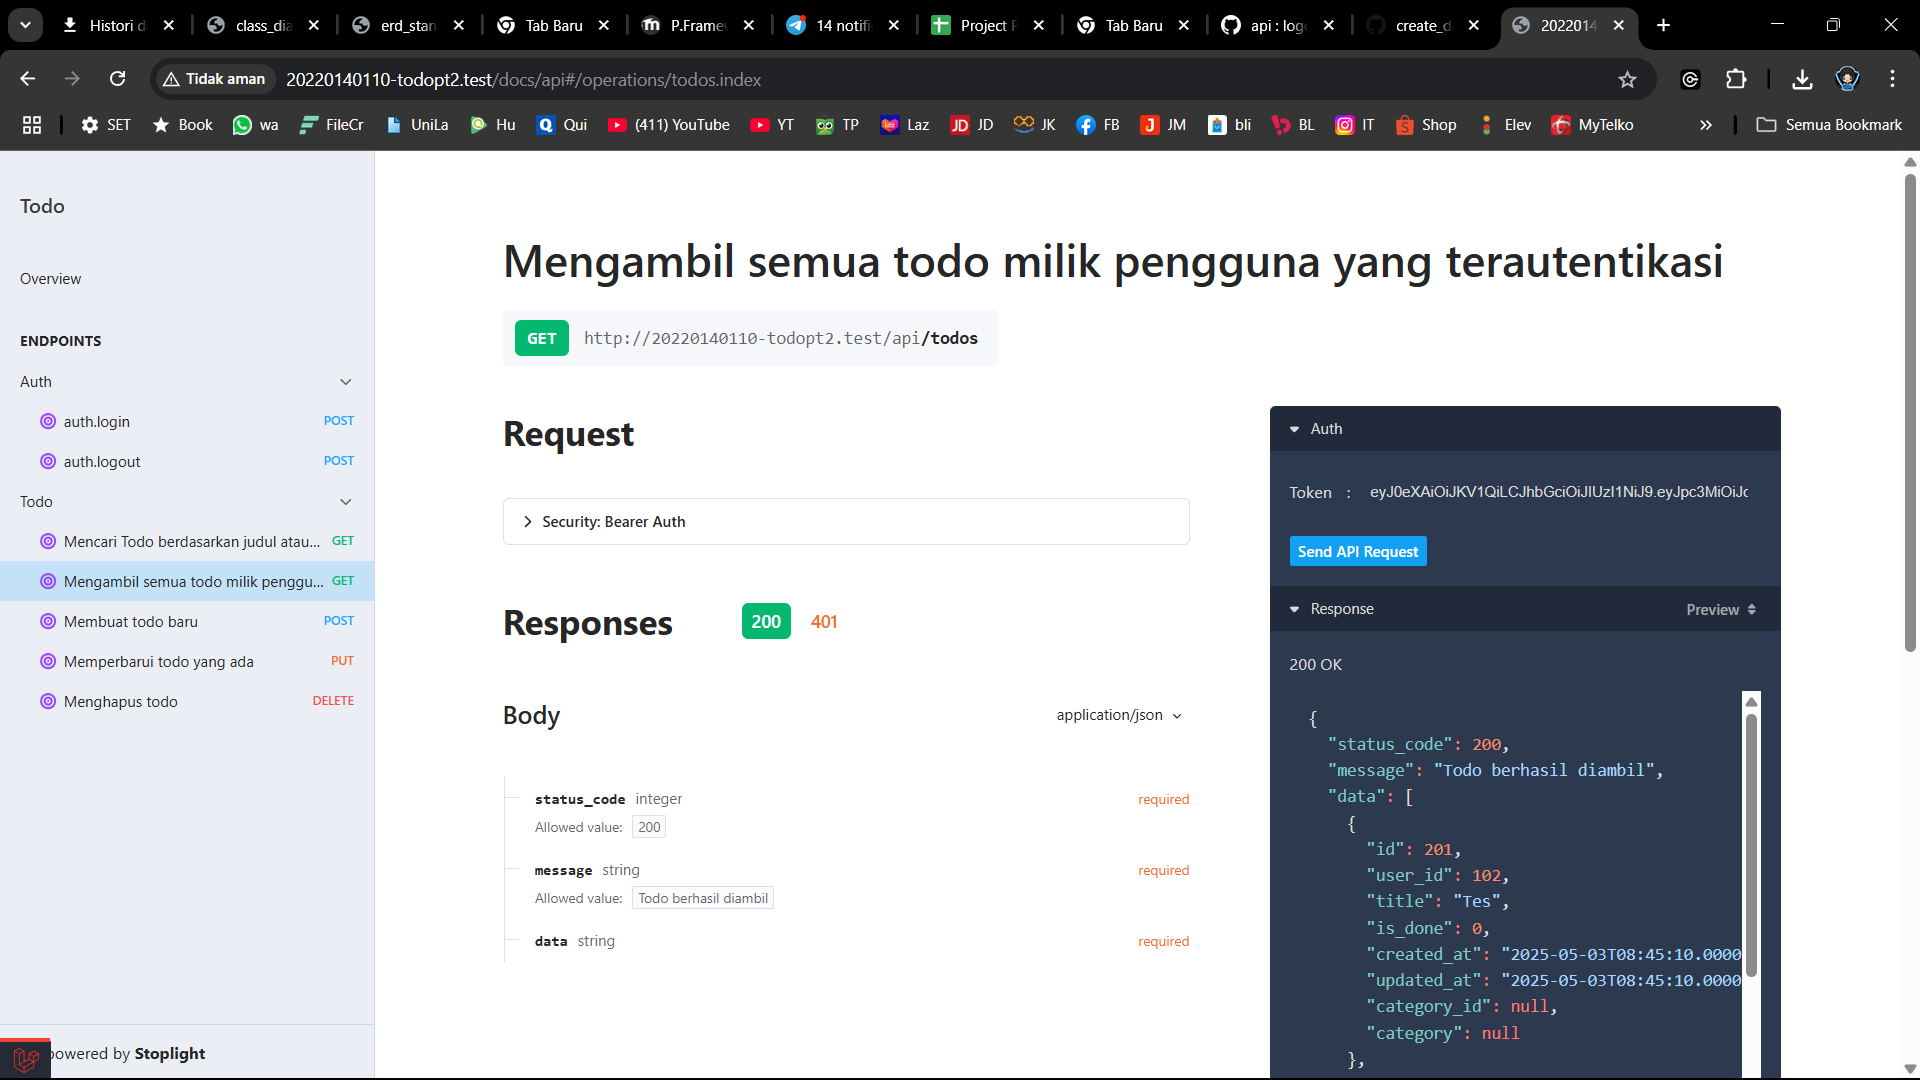 Histori d
class_dia
erd_stan
Tab Baru
P.Frame
14 notifi
Project P
Tab Baru
api : log
create_d
2022014
Tidak aman
20220140110-todopt2.test/docs/api#/operations/todos.index
SET
Book
wa
FileCr
UniLa
Hu
Qui
(411) YouTube
YT
TP
Laz
JD
JK
FB
JM
bli
BL
IT
Shop
Elev
MyTelko
Semua Bookmark
Todo
Overview
ENDPOINTS
Auth
auth.login POST
auth.logout POST
Todo
Mencari Todo berdasarkan judul atau... GET
Mengambil semua todo milik penggu... GET
Membuat todo baru POST
Memperbarui todo yang ada PUT
Menghapus todo DELETE
powered by Stoplight
Mengambil semua todo milik pengguna yang terautentikasi
GET http://20220140110-todopt2.test/api/todos
Request
Security: Bearer Auth
Responses 200 401
Body application/json
status_code integer required
Allowed value: 200
message string required
Allowed value: Todo berhasil diambil
data string required
Auth
Token : eyJ0eXAiOiJKV1QiLCJhbGciOiJIUzI1NiJ9.eyJpc3MiOiJc
Send API Request
Response Preview
200 OK
{
"status_code": 200,
"message": "Todo berhasil diambil",
"data": [
{
"id": 201,
"user_id": 102,
"title": "Tes",
"is_done": 0,
"created_at": "2025-05-03T08:45:10.0000
"updated_at": "2025-05-03T08:45:10.0000
"category_id": null,
"category": null
},